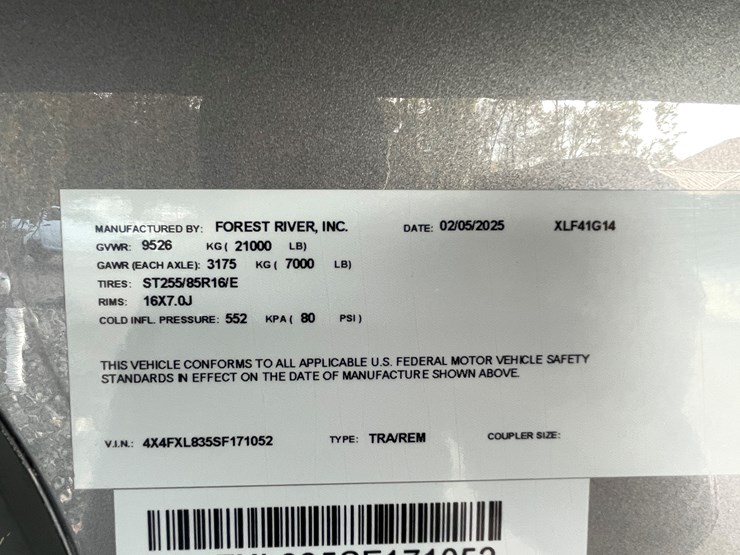 MANUFACTURED BY: FOREST RIVER, INC. DATE: 02/05/2025 XLF41G14
GVWR: 9526 KG ( 21000 LB)
GAWR (EACH AXLE): 3175 KG ( 7000 LB)
TIRES: ST255/85R16/E
RIMS: 16X7.0J
COLD INFL. PRESSURE: 552 KPA ( 80 PSI )
THIS VEHICLE CONFORMS TO ALL APPLICABLE U.S. FEDERAL MOTOR VEHICLE SAFETY
STANDARDS IN EFFECT ON THE DATE OF MANUFACTURE SHOWN ABOVE.
V.I.N.: 4X4FXL835SF171052 TYPE: TRA/REM COUPLER SIZE: